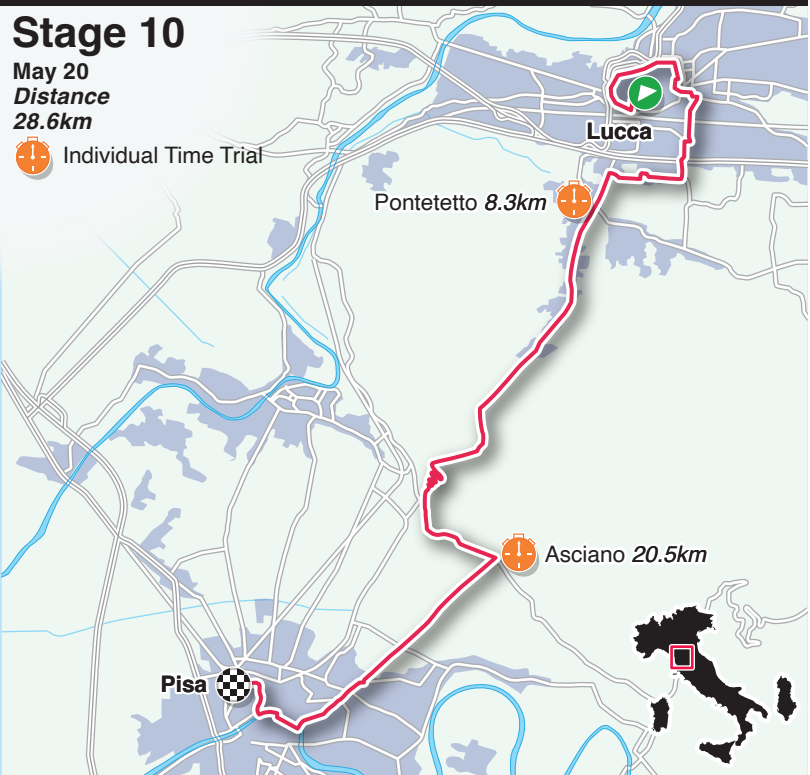 Stage 10
May 20
Distance
28.6km
Individual Time Trial
Lucca
Pontetetto 8.3km
Asciano 20.5km
Pisa